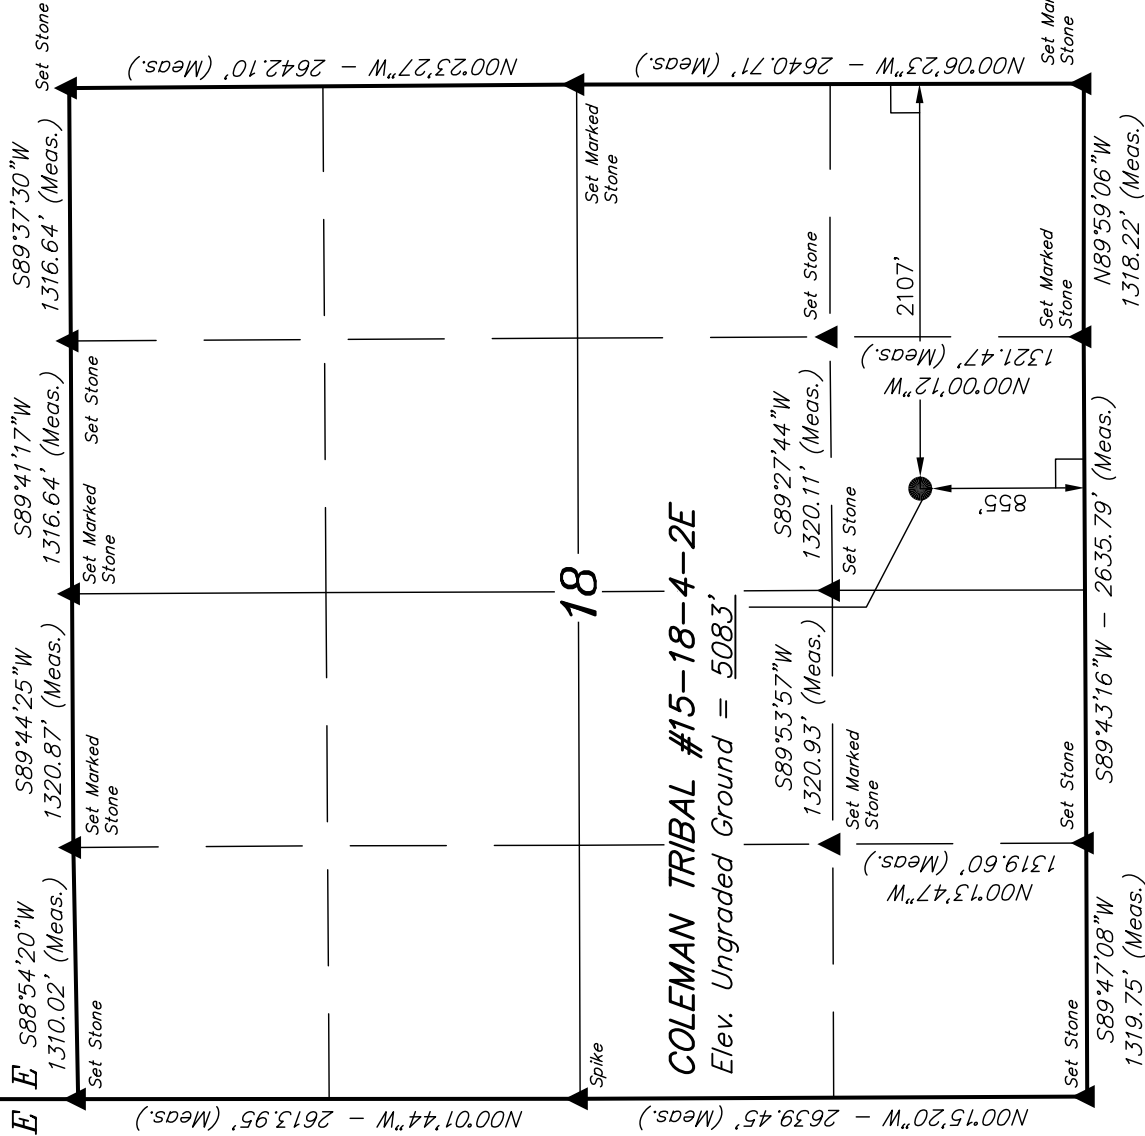 E E
S88°54'20"W
1310.02' (Meas.)
S89°44'25"W
1320.87' (Meas.)
S89°41'17"W
1316.64' (Meas.)
S89°37'30"W
1316.64' (Meas.)
Set Stone
Set Stone
Set Marked
Stone
Set Marked
Stone
Set Stone
N00°01'44"W – 2613.95' (Meas.)
N00°23'27"W – 2642.10' (Meas.)
Set Marked
Stone
18
Spike
COLEMAN TRIBAL #15–18–4–2E
Elev. Ungraded Ground = 5083'
S89°53'57"W
1320.93' (Meas.)
S89°27'44"W
1320.11' (Meas.)
Set Stone
Set Marked
Stone
Set Stone
2107'
855'
N00°15'20"W – 2639.45' (Meas.)
N00°13'47"W
1319.60' (Meas.)
N00°00'12"W
1321.47' (Meas.)
N00°06'23"W – 2640.71' (Meas.)
Set Stone
Set Stone
Set Marked
Stone
Set
Stone
S89°47'08"W
1319.75' (Meas.)
S89°43'16"W – 2635.79' (Meas.)
N89°59'06"W
1318.22' (Meas.)